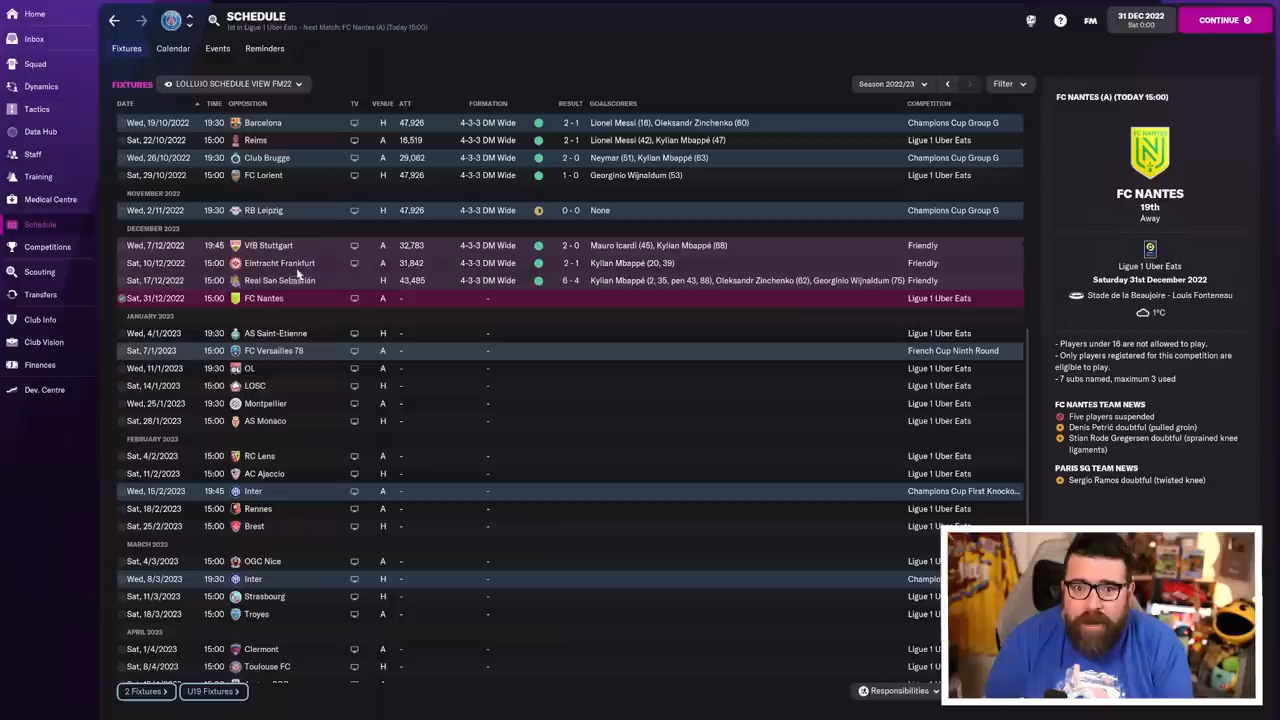 Home
Inbox
Squad
Dynamics
Tactics
Data Hub
Staff
Training
Medical Centre
Schedule
Competitions
Scouting
Transfers
Club Info
Club Vision
Finances
Dev. Centre
SCHEDULE
1st in Ligue 1 Uber Eats - Next Match: FC Nantes (A) (Today 15:00)
FM
31 DEC 2022
Sat 0:00
CONTINUE
Fixtures Calendar Events Reminders
FIXTURES LOLLUJO SCHEDULE VIEW FM22 Season 2022/23 Filter
DATE TIME OPPOSITION TV VENUE ATT FORMATION RESULT GOALSCORERS COMPETITION
Wed, 19/10/2022 19:30 Barcelona H 47,926 4-3-3 DM Wide 2 - 1 Lionel Messi (16), Oleksandr Zinchenko (60) Champions Cup Group G
Sat, 22/10/2022 15:00 Reims A 16,519 4-3-3 DM Wide 2 - 1 Lionel Messi (42), Kylian Mbappé (47) Ligue 1 Uber Eats
Wed, 26/10/2022 19:30 Club Brugge A 29,062 4-3-3 DM Wide 2 - 0 Neymar (51), Kylian Mbappé (63) Champions Cup Group G
Sat, 29/10/2022 15:00 FC Lorient H 47,926 4-3-3 DM Wide 1 - 0 Georginio Wijnaldum (53) Ligue 1 Uber Eats
NOVEMBER 2022
Wed, 2/11/2022 19:30 RB Leipzig H 47,926 4-3-3 DM Wide 0 - 0 None Champions Cup Group G
DECEMBER 2022
Wed, 7/12/2022 19:45 VfB Stuttgart A 32,783 4-3-3 DM Wide 2 - 0 Mauro Icardi (45), Kylian Mbappé (68) Friendly
Sat, 10/12/2022 15:00 Eintracht Frankfurt A 31,842 4-3-3 DM Wide 2 - 1 Kylian Mbappé (20, 39) Friendly
Sat, 17/12/2022 15:00 Real San Sebastián H 43,485 4-3-3 DM Wide 6 - 4 Kylian Mbappé (2, 35, pen 43, 88), Oleksandr Zinchenko (62), Georginio Wijnaldum (75) Friendly
Sat, 31/12/2022 15:00 FC Nantes A - - Ligue 1 Uber Eats
JANUARY 2023
Wed, 4/1/2023 19:30 AS Saint-Etienne H - - Ligue 1 Uber Eats
Sat, 7/1/2023 15:00 FC Versailles 78 A - - French Cup Ninth Round
Wed, 11/1/2023 19:30 OL A - - Ligue 1 Uber Eats
Sat, 14/1/2023 15:00 LOSC H - - Ligue 1 Uber Eats
Wed, 25/1/2023 19:30 Montpellier A - - Ligue 1 Uber Eats
Sat, 28/1/2023 15:00 AS Monaco H - - Ligue 1 Uber Eats
FEBRUARY 2023
Sat, 4/2/2023 15:00 RC Lens A - - Ligue 1 Uber Eats
Sat, 11/2/2023 15:00 AC Ajaccio H - - Ligue 1 Uber Eats
Wed, 15/2/2023 19:45 Inter A - - Champions Cup First Knocko...
Sat, 18/2/2023 15:00 Rennes A - - Ligue 1 Uber Eats
Sat, 25/2/2023 15:00 Brest H - - Ligue 1 Uber Eats
MARCH 2023
Sat, 4/3/2023 15:00 OGC Nice A - - Ligue 1 U
Wed, 8/3/2023 19:30 Inter H - - Champio
Sat, 11/3/2023 15:00 Strasbourg H - - Ligue 1 U
Sat, 18/3/2023 15:00 Troyes A - - Ligue 1 U
APRIL 2023
Sat, 1/4/2023 15:00 Clermont A - - Ligue 1 U
Sat, 8/4/2023 15:00 Toulouse FC H - - Ligue 1 U
2 Fixtures U19 Fixtures Responsibilities
FC NANTES (A) (TODAY 15:00)
FC NANTES
N
FC NANTES
19th
Away
Ligue 1 Uber Eats
Saturday 31st December 2022
Stade de la Beaujoire - Louis Fonteneau
1°C
- Players under 16 are not allowed to play.
- Only players registered for this competition are
eligible to play.
- 7 subs named, maximum 3 used
FC NANTES TEAM NEWS
Five players suspended
Denis Petrić doubtful (pulled groin)
Stian Rode Gregersen doubtful (sprained knee
ligaments)
PARIS SG TEAM NEWS
Sergio Ramos doubtful (twisted knee)